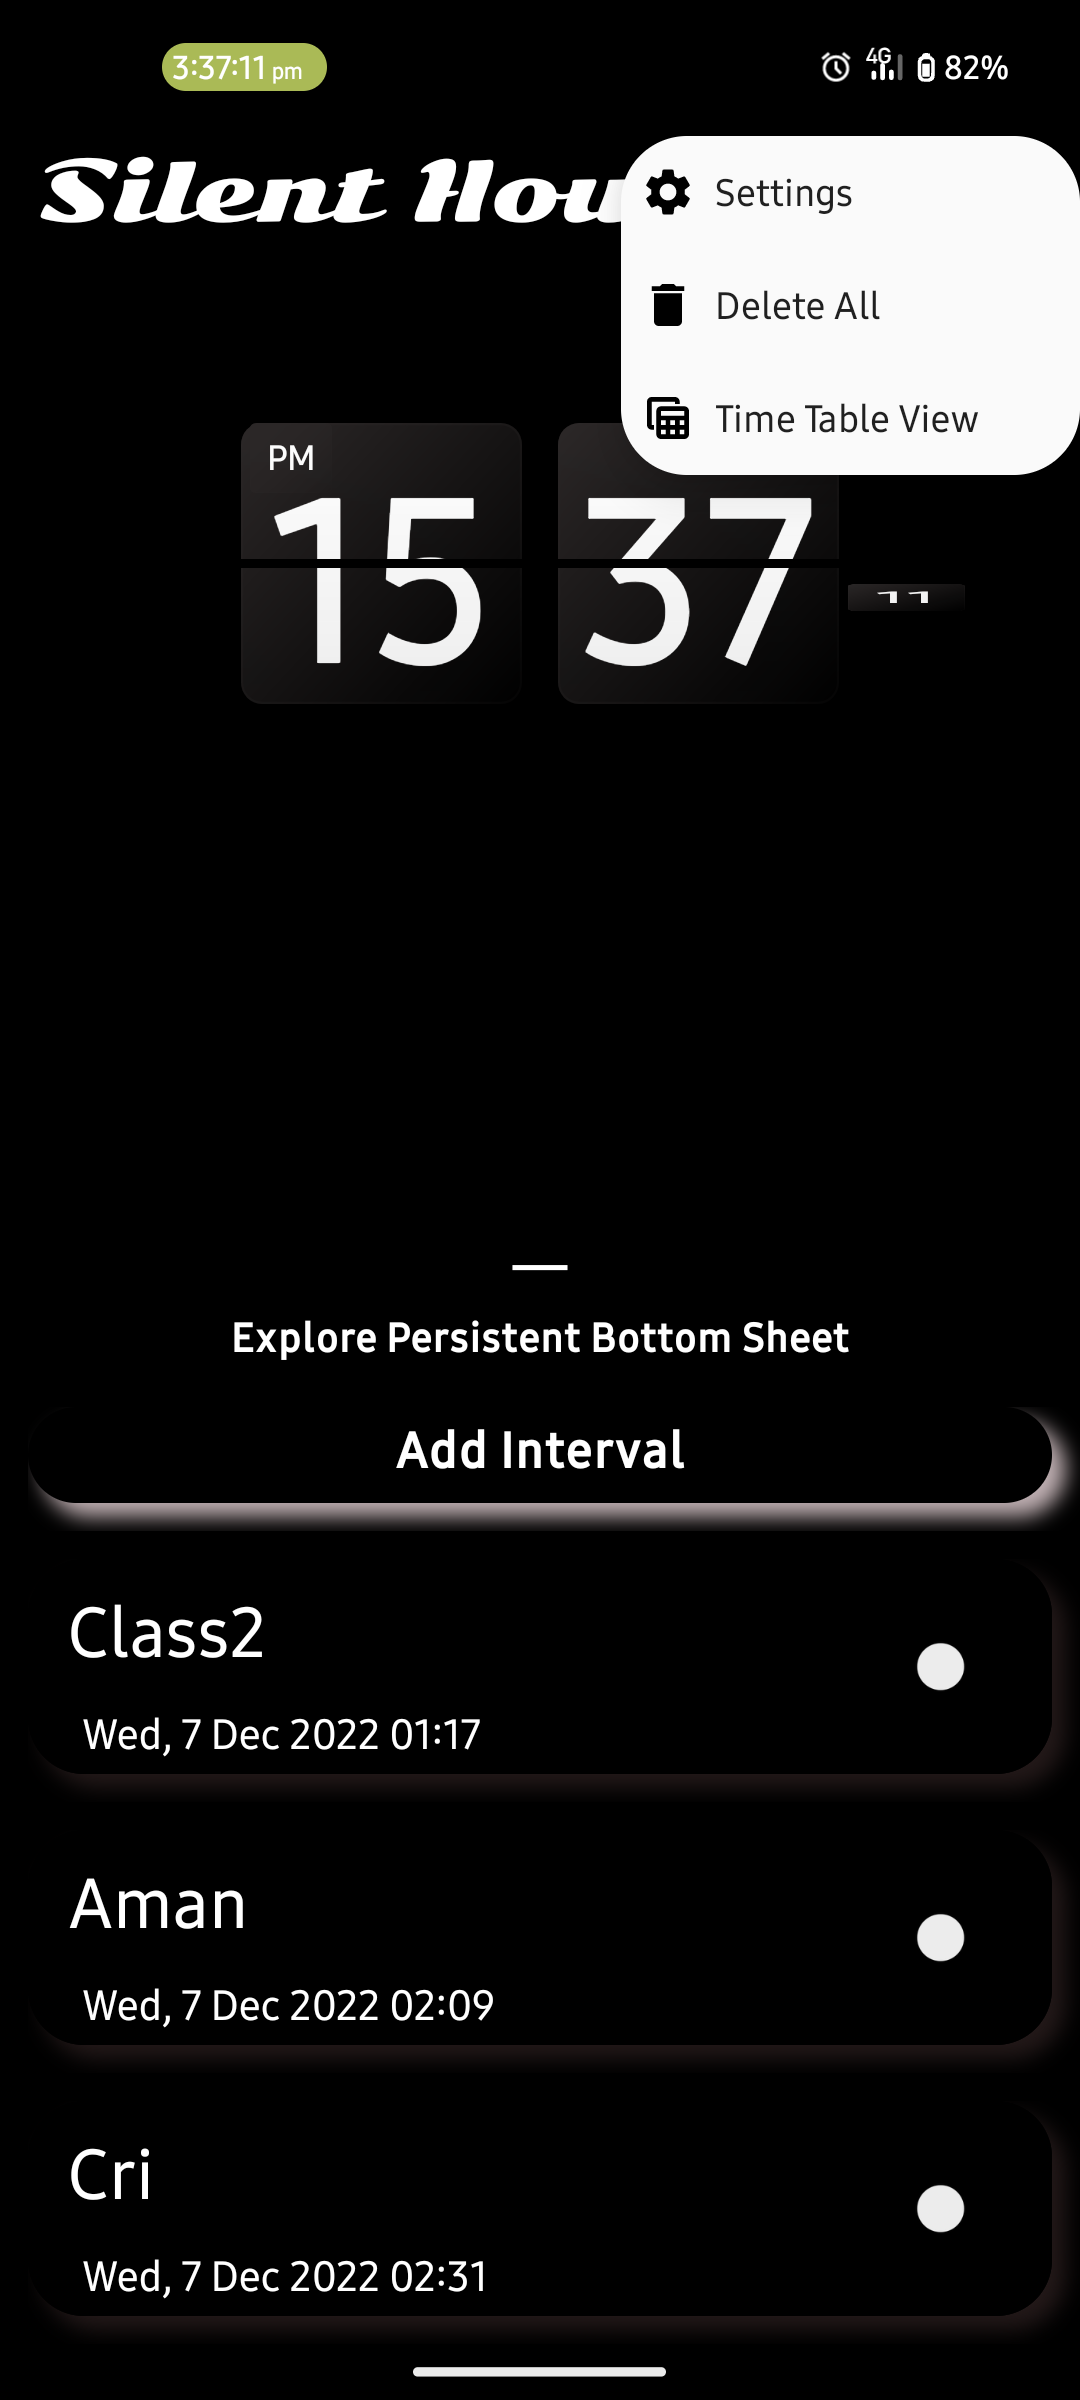 3:37:11 pm
4G
82%
Silent Hou
Settings
Delete All
Time Table View
PM
15 37
Explore Persistent Bottom Sheet
Add Interval
Class2
Wed, 7 Dec 2022 01:17
Aman
Wed, 7 Dec 2022 02:09
Cri
Wed, 7 Dec 2022 02:31